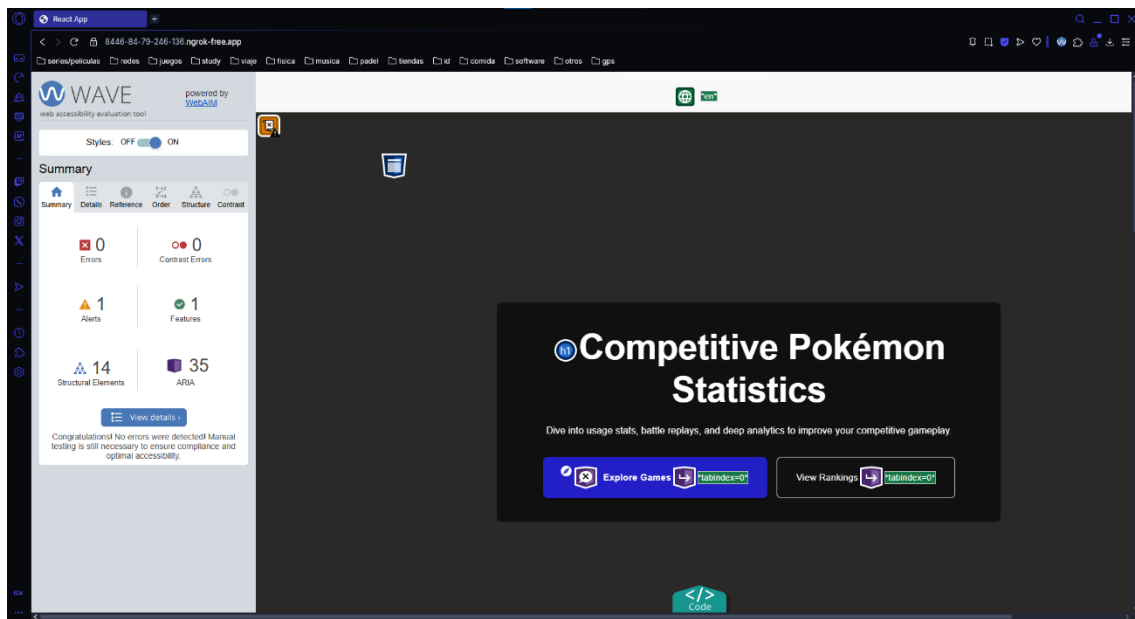 React App
8446-84-79-246-136.ngrok-free.app
series/peliculas redes juegos study viaje fisica musica padel tiendas id comida software otros gps
WAVE
powered by
WebAIM
web accessibility evaluation tool
Styles: OFF ON
Summary
Summary Details Reference Order Structure Contrast
0
Errors
0
Contrast Errors
1
Alerts
1
Features
14
Structural Elements
35
ARIA
View details ›
Congratulations! No errors were detected! Manual
testing is still necessary to ensure compliance and
optimal accessibility.
*en*
h1 Competitive Pokémon
Statistics
Dive into usage stats, battle replays, and deep analytics to improve your competitive gameplay.
Explore Games *tabindex=0*
View Rankings *tabindex=0*
</>
Code